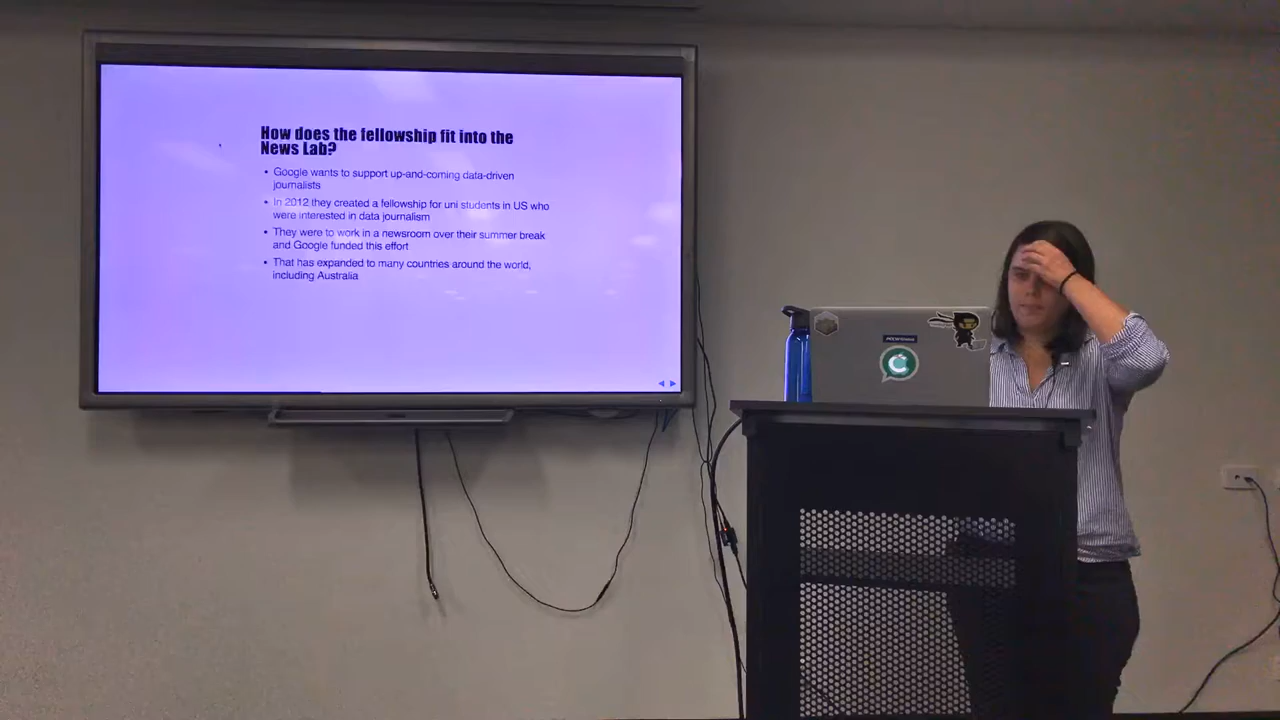 How does the fellowship fit into the
News Lab?
• Google wants to support up-and-coming data-driven
journalists
• In 2012 they created a fellowship for uni students in US who
were interested in data journalism
• They were to work in a newsroom over their summer break
and Google funded this effort
• That has expanded to many countries around the world,
including Australia